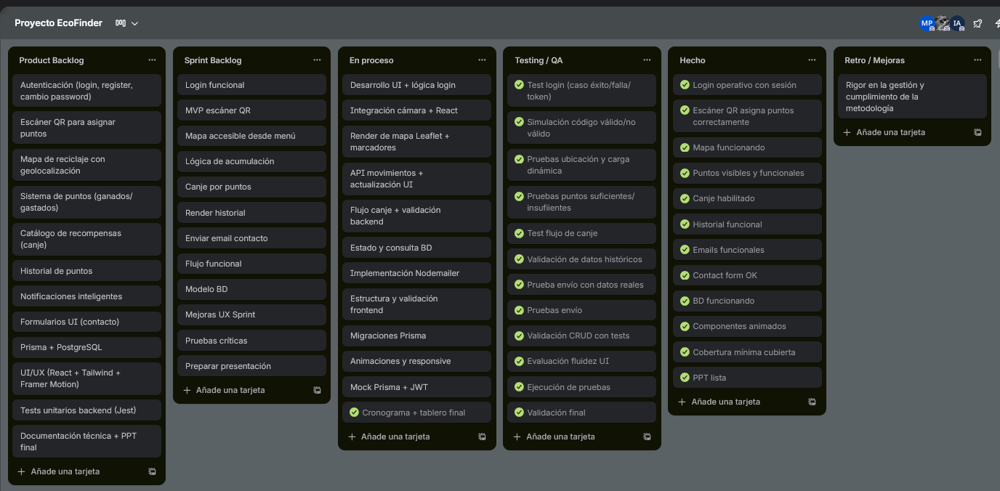 Proyecto EcoFinder
MP
IA
Product Backlog
Autenticación (login, register,
cambio password)
Escáner QR para asignar
puntos
Mapa de reciclaje con
geolocalización
Sistema de puntos (ganados/
gastados)
Catálogo de recompensas
(canje)
Historial de puntos
Notificaciones inteligentes
Formularios UI (contacto)
Prisma + PostgreSQL
UI/UX (React + Tailwind +
Framer Motion)
Tests unitarios backend (Jest)
Documentación técnica + PPT
final
Añade una tarjeta
Sprint Backlog
Login funcional
MVP escáner QR
Mapa accesible desde menú
Lógica de acumulación
Canje por puntos
Render historial
Enviar email contacto
Flujo funcional
Modelo BD
Mejoras UX Sprint
Pruebas críticas
Preparar presentación
Añade una tarjeta
En proceso
Desarrollo UI + lógica login
Integración cámara + React
Render de mapa Leaflet +
marcadores
API movimientos +
actualización UI
Flujo canje + validación
backend
Estado y consulta BD
Implementación Nodemailer
Estructura y validación
frontend
Migraciones Prisma
Animaciones y responsive
Mock Prisma + JWT
Cronograma + tablero final
Añade una tarjeta
Testing / QA
Test login (caso éxito/falla/
token)
Simulación código válido/no
válido
Pruebas ubicación y carga
dinámica
Pruebas puntos suficientes/
insufiientes
Test flujo de canje
Validación de datos históricos
Prueba envío con datos reales
Pruebas envío
Validación CRUD con tests
Evaluación fluidez UI
Ejecución de pruebas
Validación final
Añade una tarjeta
Hecho
Login operativo con sesión
Escáner QR asigna puntos
correctamente
Mapa funcionando
Puntos visibles y funcionales
Canje habilitado
Historial funcional
Emails funcionales
Contact form OK
BD funcionando
Componentes animados
Cobertura mínima cubierta
PPT lista
Añade una tarjeta
Retro / Mejoras
Rigor en la gestión y
cumplimiento de la
metodología
Añade una tarjeta